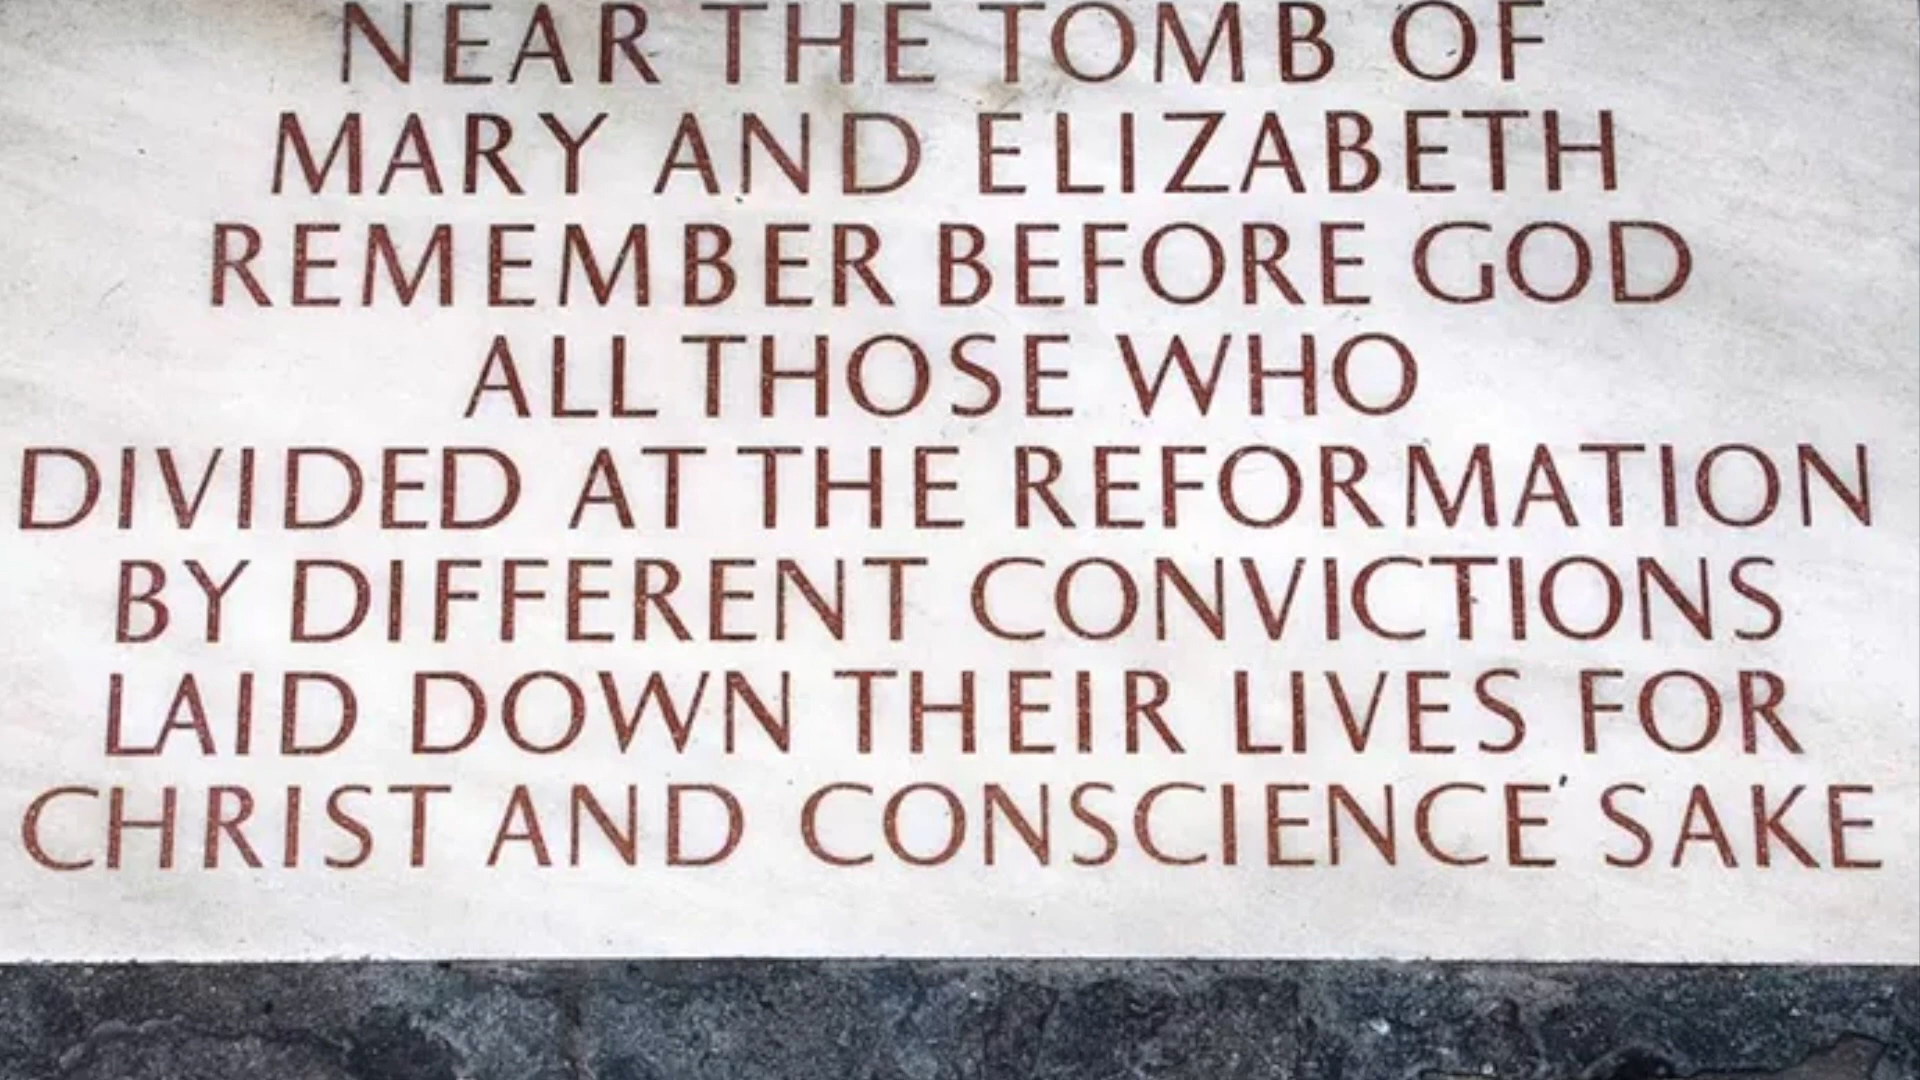 NEAR THE TOMB OF
MARY AND ELIZABETH
REMEMBER BEFORE GOD
ALL THOSE WHO
DIVIDED AT THE REFORMATION
BY DIFFERENT CONVICTIONS
LAID DOWN THEIR LIVES FOR
CHRIST AND CONSCIENCE' SAKE